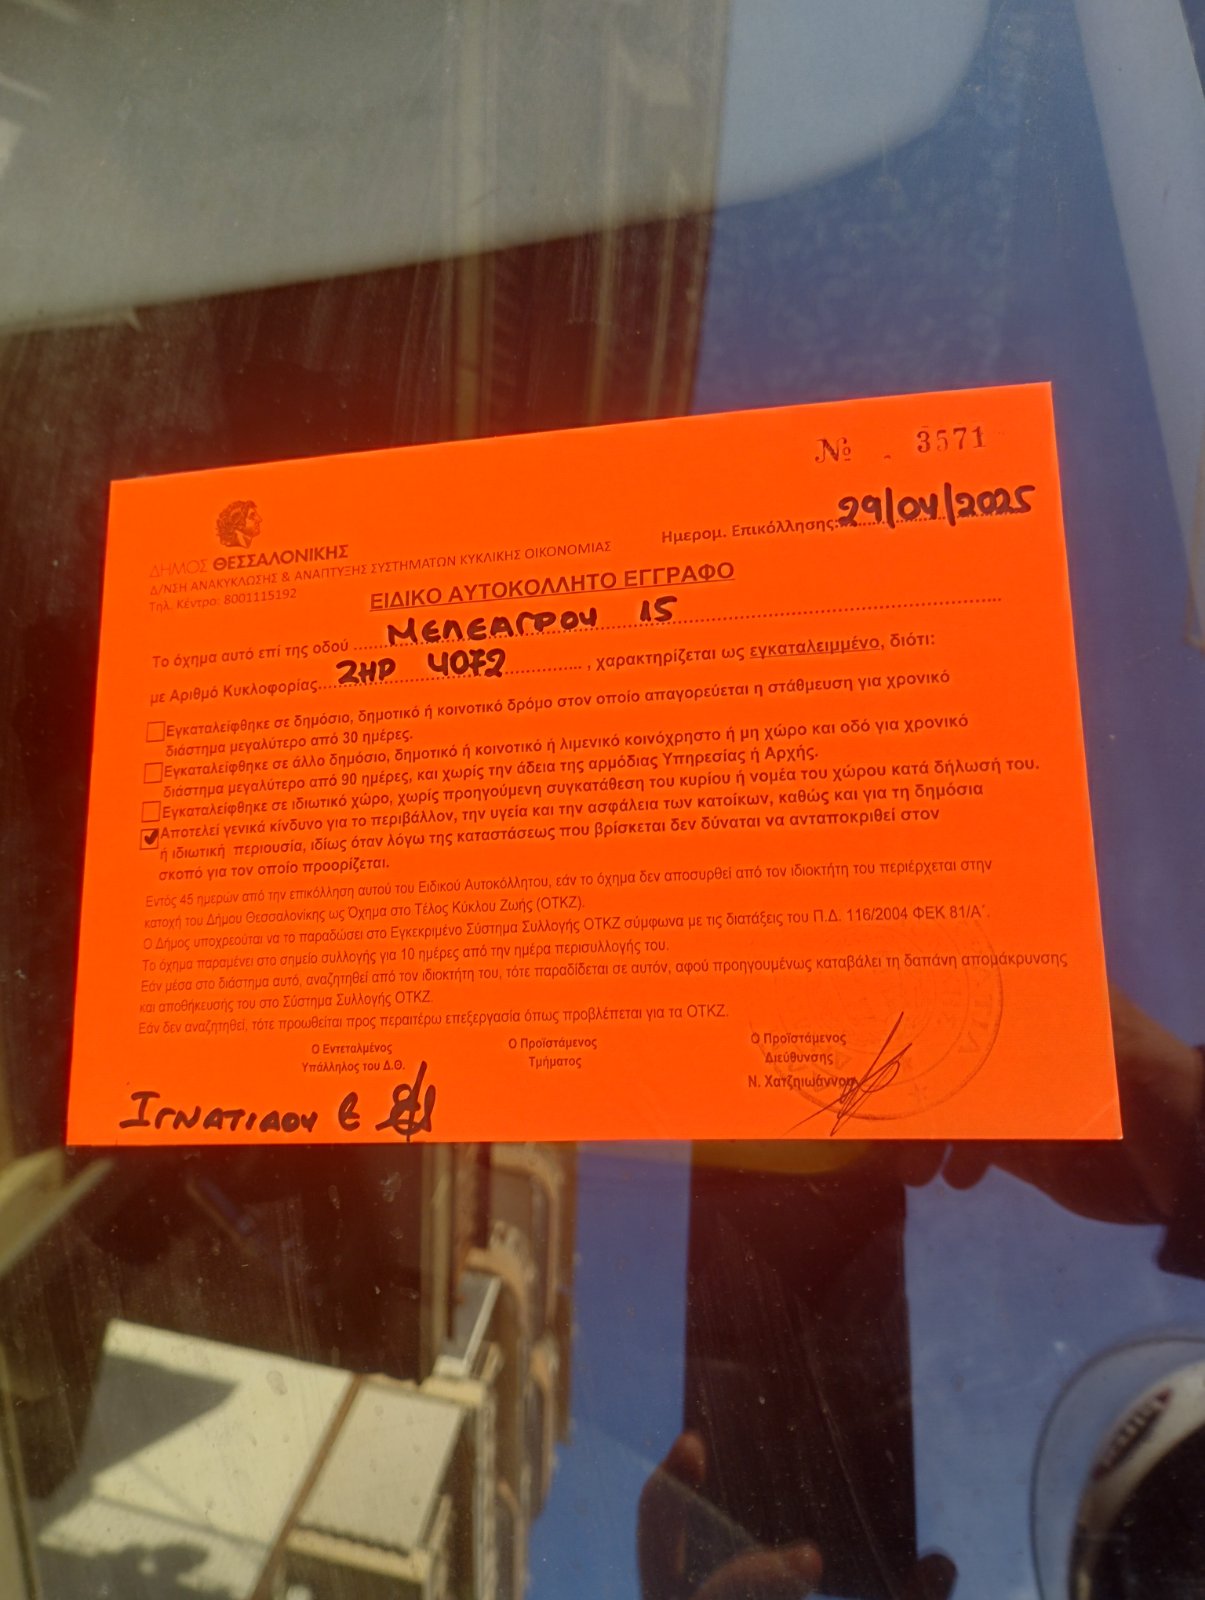 № 3571
Ημερομ. Επικόλλησης: 29/04/2025
ΔΗΜΟΣ ΘΕΣΣΑΛΟΝΙΚΗΣ
Δ/ΝΣΗ ΑΝΑΚΥΚΛΩΣΗΣ & ΑΝΑΠΤΥΞΗΣ ΣΥΣΤΗΜΑΤΩΝ ΚΥΚΛΙΚΗΣ ΟΙΚΟΝΟΜΙΑΣ
Τηλ. Κέντρο: 8001115192
ΕΙΔΙΚΟ ΑΥΤΟΚΟΛΛΗΤΟ ΕΓΓΡΑΦΟ
Το όχημα αυτό επί της οδού ΜΕΛΕΑΓΡΟΥ 15
με Αριθμό Κυκλοφορίας ΖΗΡ 4072, χαρακτηρίζεται ως εγκαταλειμμένο, διότι:
Εγκαταλείφθηκε σε δημόσιο, δημοτικό ή κοινοτικό δρόμο στον οποίο απαγορεύεται η στάθμευση για χρονικό
διάστημα μεγαλύτερο από 30 ημέρες.
Εγκαταλείφθηκε σε άλλο δημόσιο, δημοτικό ή κοινοτικό ή λιμενικό κοινόχρηστο ή μη χώρο και οδό για χρονικό
διάστημα μεγαλύτερο από 90 ημέρες, και χωρίς την άδεια της αρμόδιας Υπηρεσίας ή Αρχής.
Εγκαταλείφθηκε σε ιδιωτικό χώρο, χωρίς προηγούμενη συγκατάθεση του κυρίου ή νομέα του χώρου κατά δήλωσή του.
Αποτελεί γενικά κίνδυνο για το περιβάλλον, την υγεία και την ασφάλεια των κατοίκων, καθώς και για τη δημόσια
ή ιδιωτική περιουσία, ιδίως όταν λόγω της καταστάσεως που βρίσκεται δεν δύναται να ανταποκριθεί στον
σκοπό για τον οποίο προορίζεται.
Εντός 45 ημερών από την επικόλληση αυτού του Ειδικού Αυτοκόλλητου, εάν το όχημα δεν αποσυρθεί από τον ιδιοκτήτη του περιέρχεται στην
κατοχή του Δήμου Θεσσαλονίκης ως Όχημα στο Τέλος Κύκλου Ζωής (ΟΤΚΖ).
Ο Δήμος υποχρεούται να το παραδώσει στο Εγκεκριμένο Σύστημα Συλλογής ΟΤΚΖ σύμφωνα με τις διατάξεις του Π.Δ. 116/2004 ΦΕΚ 81/Α΄.
Το όχημα παραμένει στο σημείο συλλογής για 10 ημέρες από την ημέρα περισυλλογής του.
Εάν μέσα στο διάστημα αυτό, αναζητηθεί από τον ιδιοκτήτη του, τότε παραδίδεται σε αυτόν, αφού προηγουμένως καταβάλει τη δαπάνη απομάκρυνσης
και αποθήκευσής του στο Σύστημα Συλλογής ΟΤΚΖ.
Εάν δεν αναζητηθεί, τότε προωθείται προς περαιτέρω επεξεργασία όπως προβλέπεται για τα ΟΤΚΖ.
Ο Εντεταλμένος
Υπάλληλος του Δ.Θ.
Ο Προϊστάμενος
Τμήματος
Ο Προϊστάμενος
Διεύθυνσης
Ν. Χατζηιωάννου
ΙΓΝΑΤΙΑΔΟΥ Ε